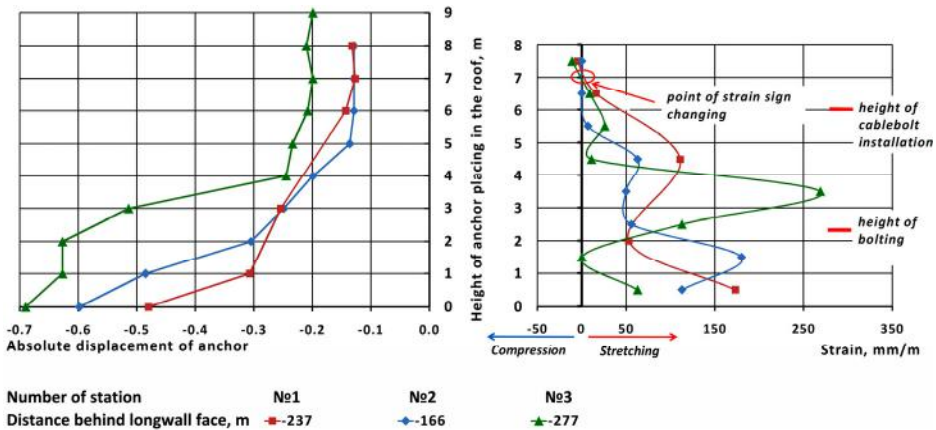 9
8
7
6
5
4
3
2
1
0
-0.7 -0.6 -0.5 -0.4 -0.3 -0.2 -0.1 0.0
Absolute displacement of anchor
Height of anchor placing in the roof, m
8
7
6
5
4
3
2
1
0
-50 0 50 150 250 350
point of strain sign
changing
height of
cablebolt
installation
height of
bolting
Compression Stretching Strain, mm/m
Number of station №1 №2 №3
Distance behind longwall face, m -237 -166 -277